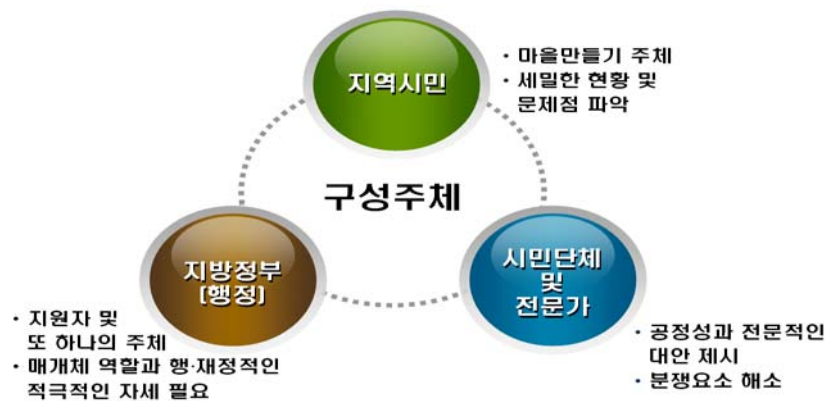 지역시민
• 마을만들기 주체
• 세밀한 현황 및
문제점 파악
구성주체
지방정부
[행정]
• 지원자 및
또 하나의 주체
• 매개체 역할과 행·재정적인
적극적인 자세 필요
시민단체
및
전문가
• 공정성과 전문적인
대안 제시
• 분쟁요소 해소